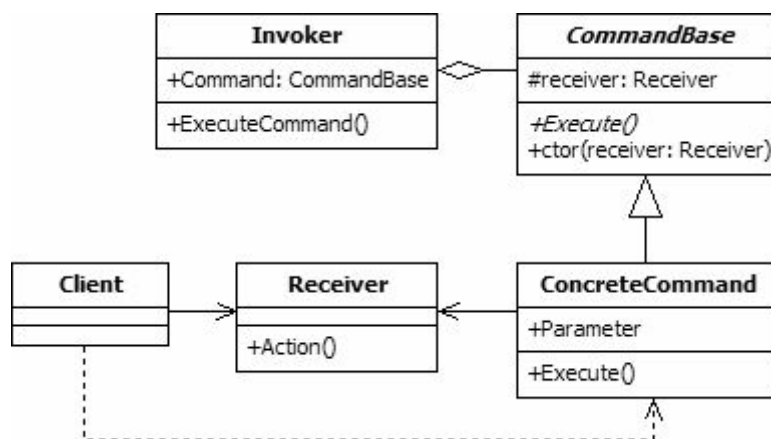 Invoker
+Command: CommandBase
+ExecuteCommand()
CommandBase
#receiver: Receiver
+Execute()
+ctor(receiver: Receiver)
Client
Receiver
+Action()
ConcreteCommand
+Parameter
+Execute()